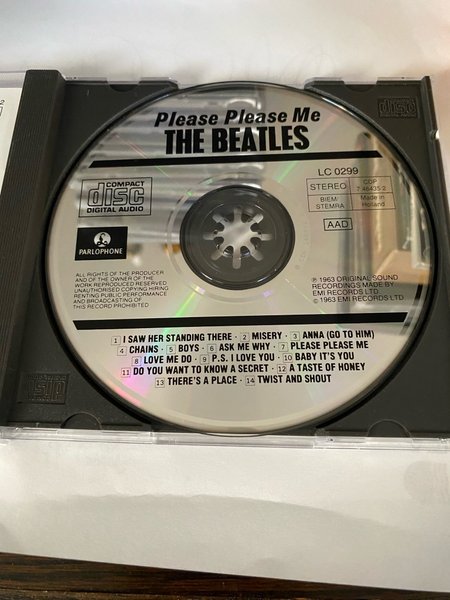 Please Please Me
THE BEATLES
COMPACT
disc
DIGITAL AUDIO
LC 0299
STEREO
CDP
7 46435 2
BIEM
STEMRA
Made in
Holland
AAD
PARLOPHONE
ALL RIGHTS OF THE PRODUCER
AND OF THE OWNER OF THE
WORK REPRODUCED RESERVED
UNAUTHORISED COPYING HIRING
RENTING PUBLIC PERFORMANCE
AND BROADCASTING OF
THIS RECORD PROHIBITED
℗ 1963 ORIGINAL SOUND
RECORDINGS MADE BY
EMI RECORDS LTD
© 1963 EMI RECORDS LTD
1 I SAW HER STANDING THERE · 2 MISERY · 3 ANNA (GO TO HIM)
4 CHAINS · 5 BOYS · 6 ASK ME WHY · 7 PLEASE PLEASE ME
8 LOVE ME DO · 9 P.S. I LOVE YOU · 10 BABY IT'S YOU
11 DO YOU WANT TO KNOW A SECRET · 12 A TASTE OF HONEY
13 THERE'S A PLACE · 14 TWIST AND SHOUT
disc